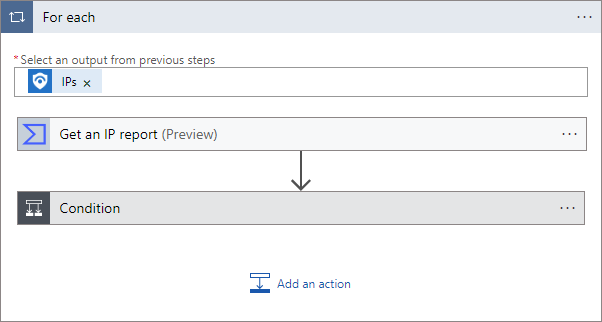 For each
*Select an output from previous steps
IPs ×
Get an IP report (Preview)
Condition
Add an action